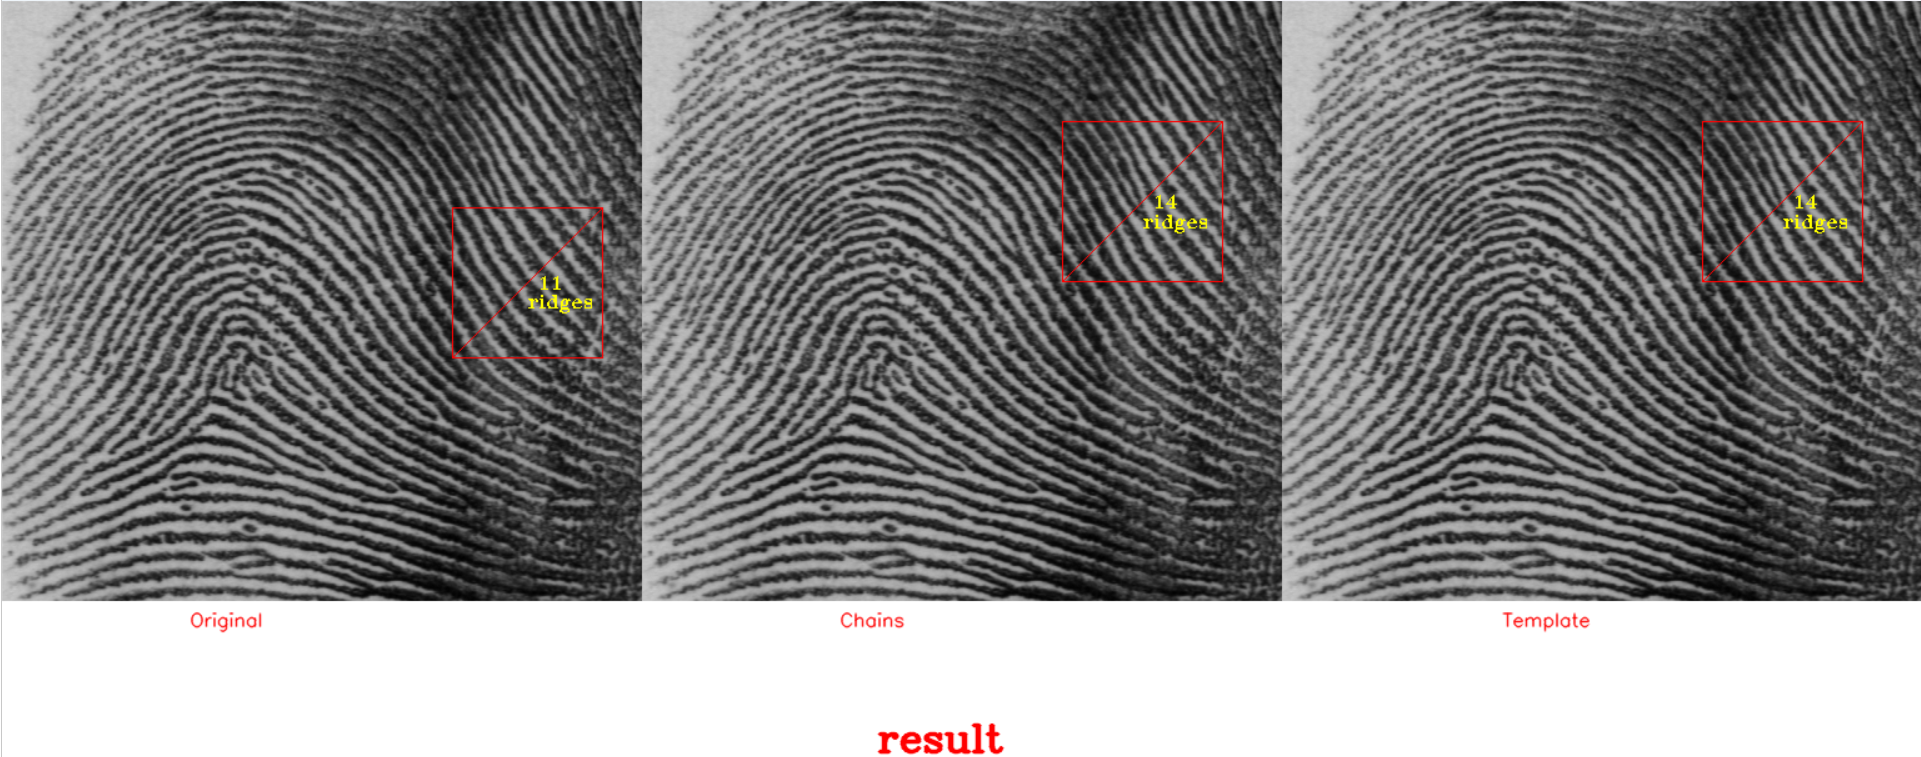 11
ridges
14
ridges
14
ridges
Original
Chains
Template
result